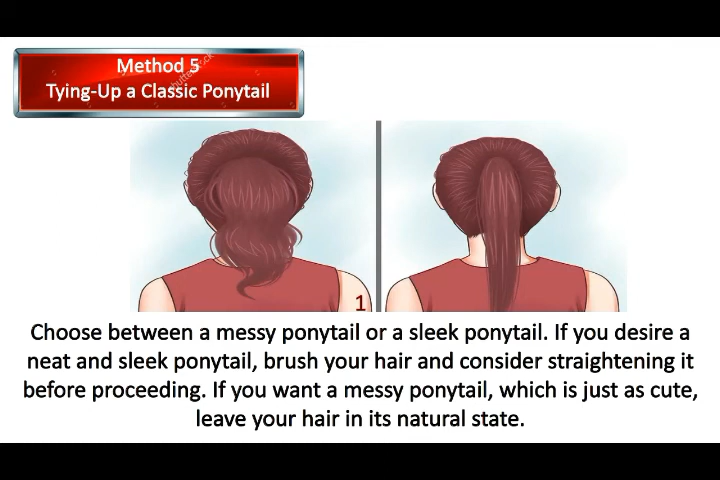 Method 5
Tying-Up a Classic Ponytail
shutterstock
1
Choose between a messy ponytail or a sleek ponytail. If you desire a
neat and sleek ponytail, brush your hair and consider straightening it
before proceeding. If you want a messy ponytail, which is just as cute,
leave your hair in its natural state.